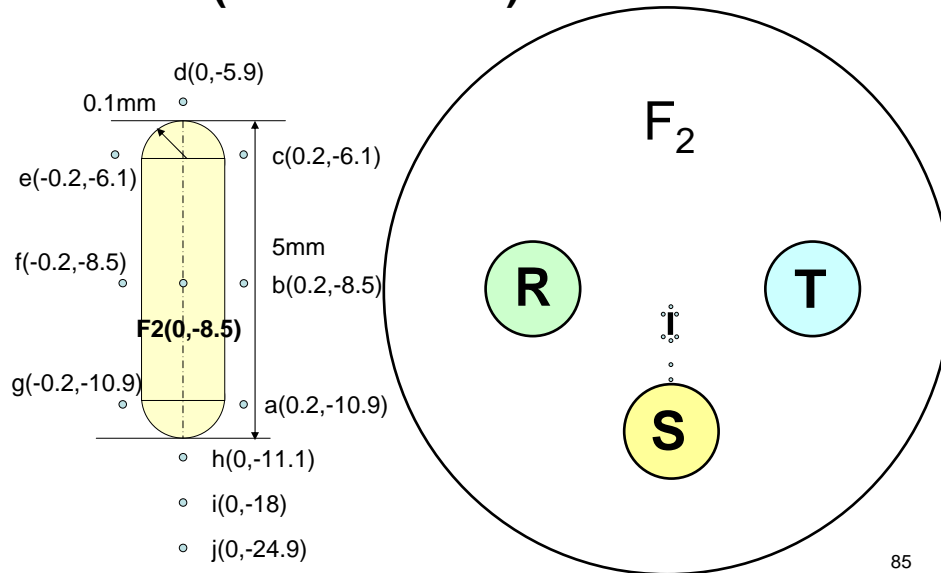 d(0,-5.9)
0.1mm
c(0.2,-6.1)
e(-0.2,-6.1)
5mm
f(-0.2,-8.5)
b(0.2,-8.5)
F2(0,-8.5)
g(-0.2,-10.9)
a(0.2,-10.9)
h(0,-11.1)
i(0,-18)
j(0,-24.9)
F2
R
T
S
85